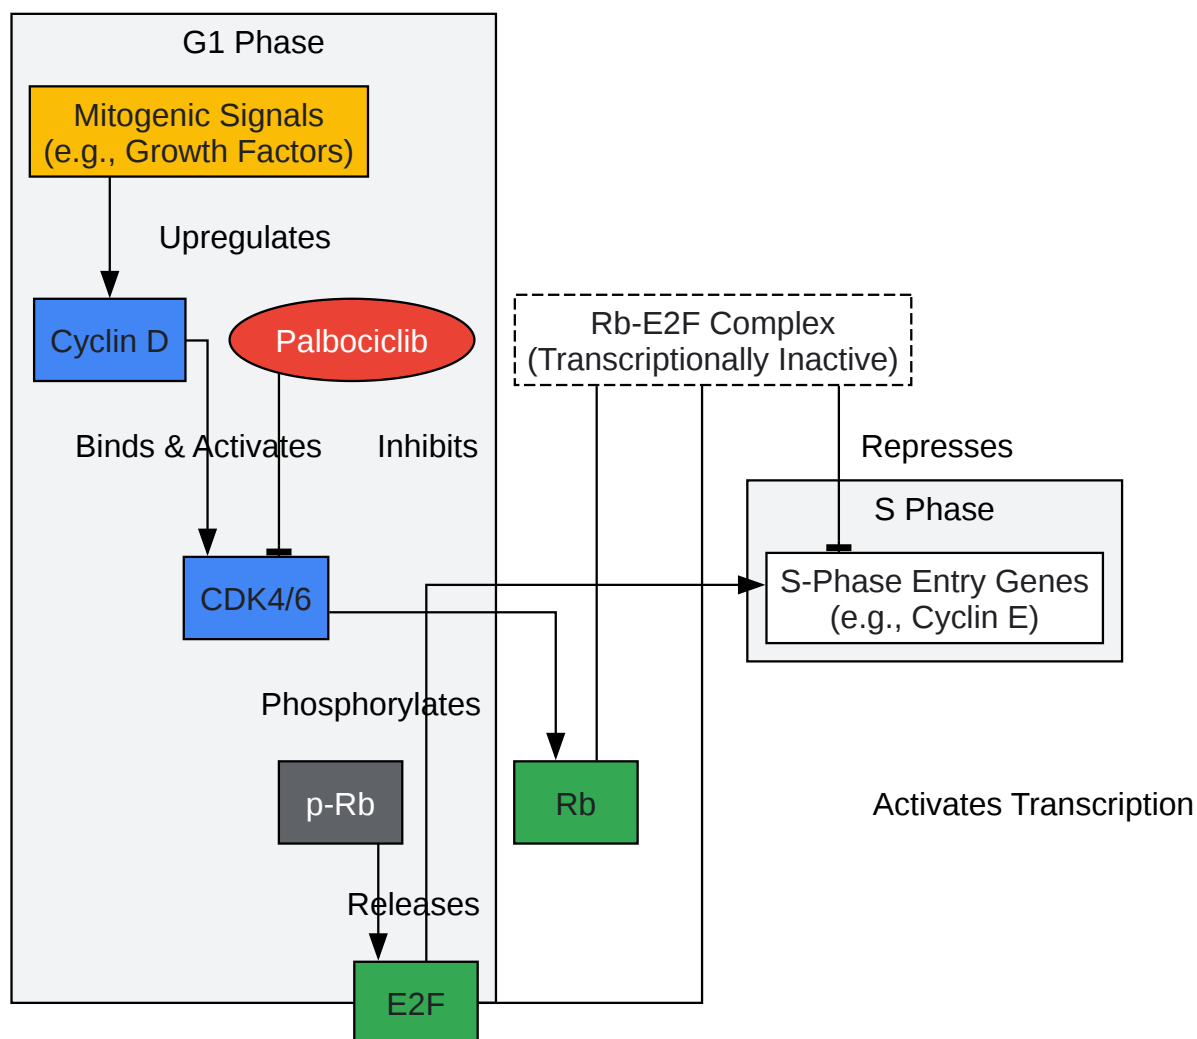 G1 Phase
Mitogenic Signals
(e.g., Growth Factors)
Upregulates
Cyclin D
Palbociclib
Rb-E2F Complex
(Transcriptionally Inactive)
Binds & Activates
Inhibits
Represses
S Phase
CDK4/6
S-Phase Entry Genes
(e.g., Cyclin E)
Phosphorylates
p-Rb
Rb
Activates Transcription
Releases
E2F